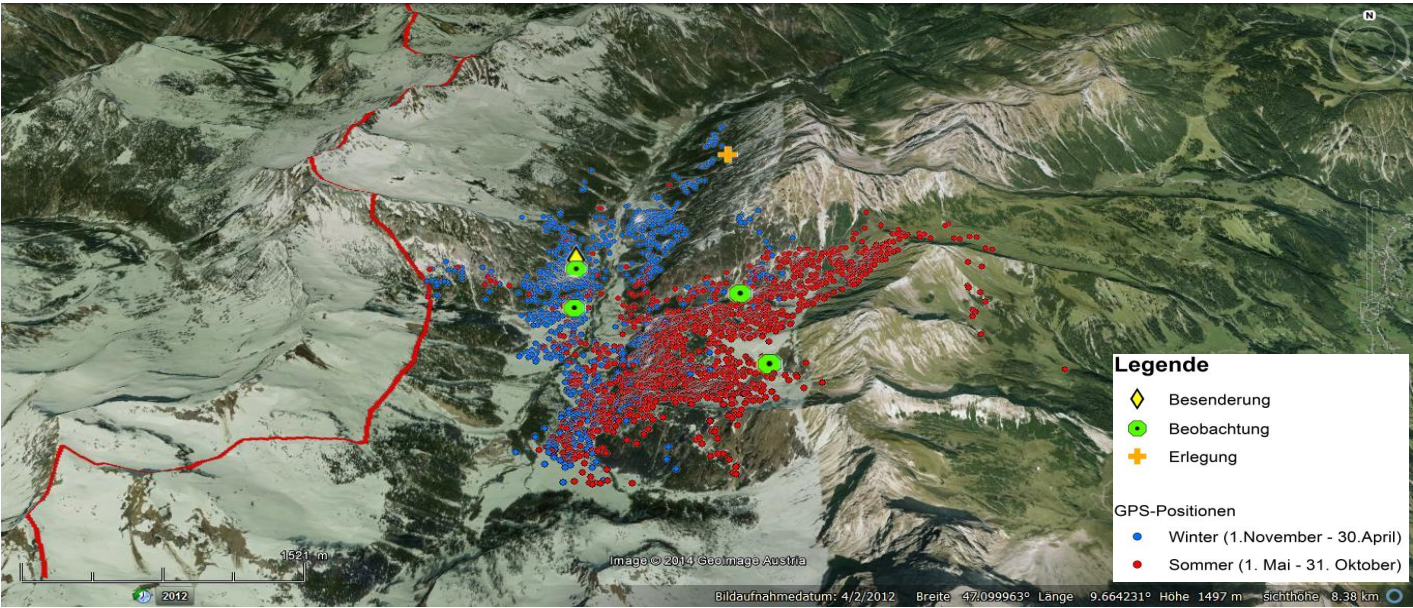 N
Legende
Besenderung
Beobachtung
Erlegung
GPS-Positionen
Winter (1.November - 30.April)
Sommer (1. Mai - 31. Oktober)
1521 m
Image © 2014 GeoImage Austria
2012
Bildaufnahmedatum: 4/2/2012 Breite 47.099963° Länge 9.664231° Höhe 1497 m sichthöhe 8.38 km